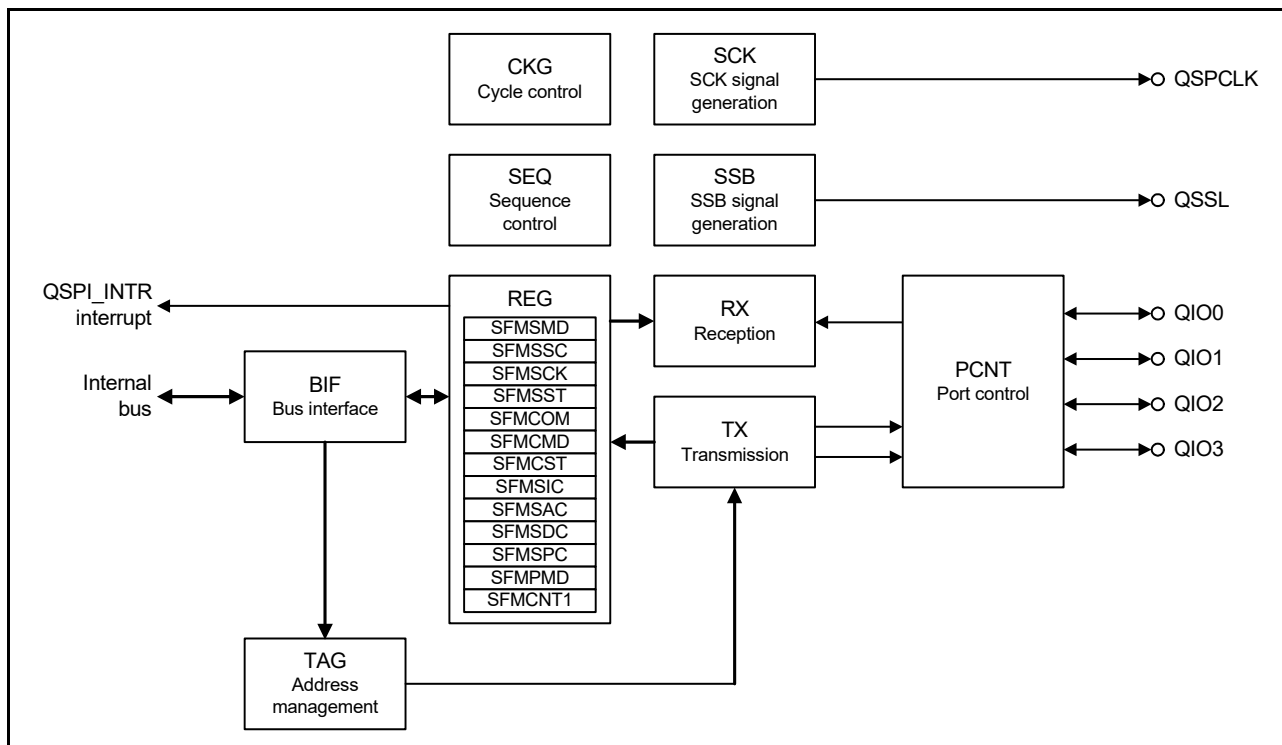 CKG
Cycle control
SCK
SCK signal
generation
QSPCLK
SEQ
Sequence
control
SSB
SSB signal
generation
QSSL
QSPI_INTR
interrupt
Internal
bus
BIF
Bus interface
REG
SFMSMD
SFMSSC
SFMSCK
SFMSST
SFMCOM
SFMCMD
SFMCST
SFMSIC
SFMSAC
SFMSDC
SFMSPC
SFMPMD
SFMCNT1
RX
Reception
TX
Transmission
PCNT
Port control
QIO0
QIO1
QIO2
QIO3
TAG
Address
management